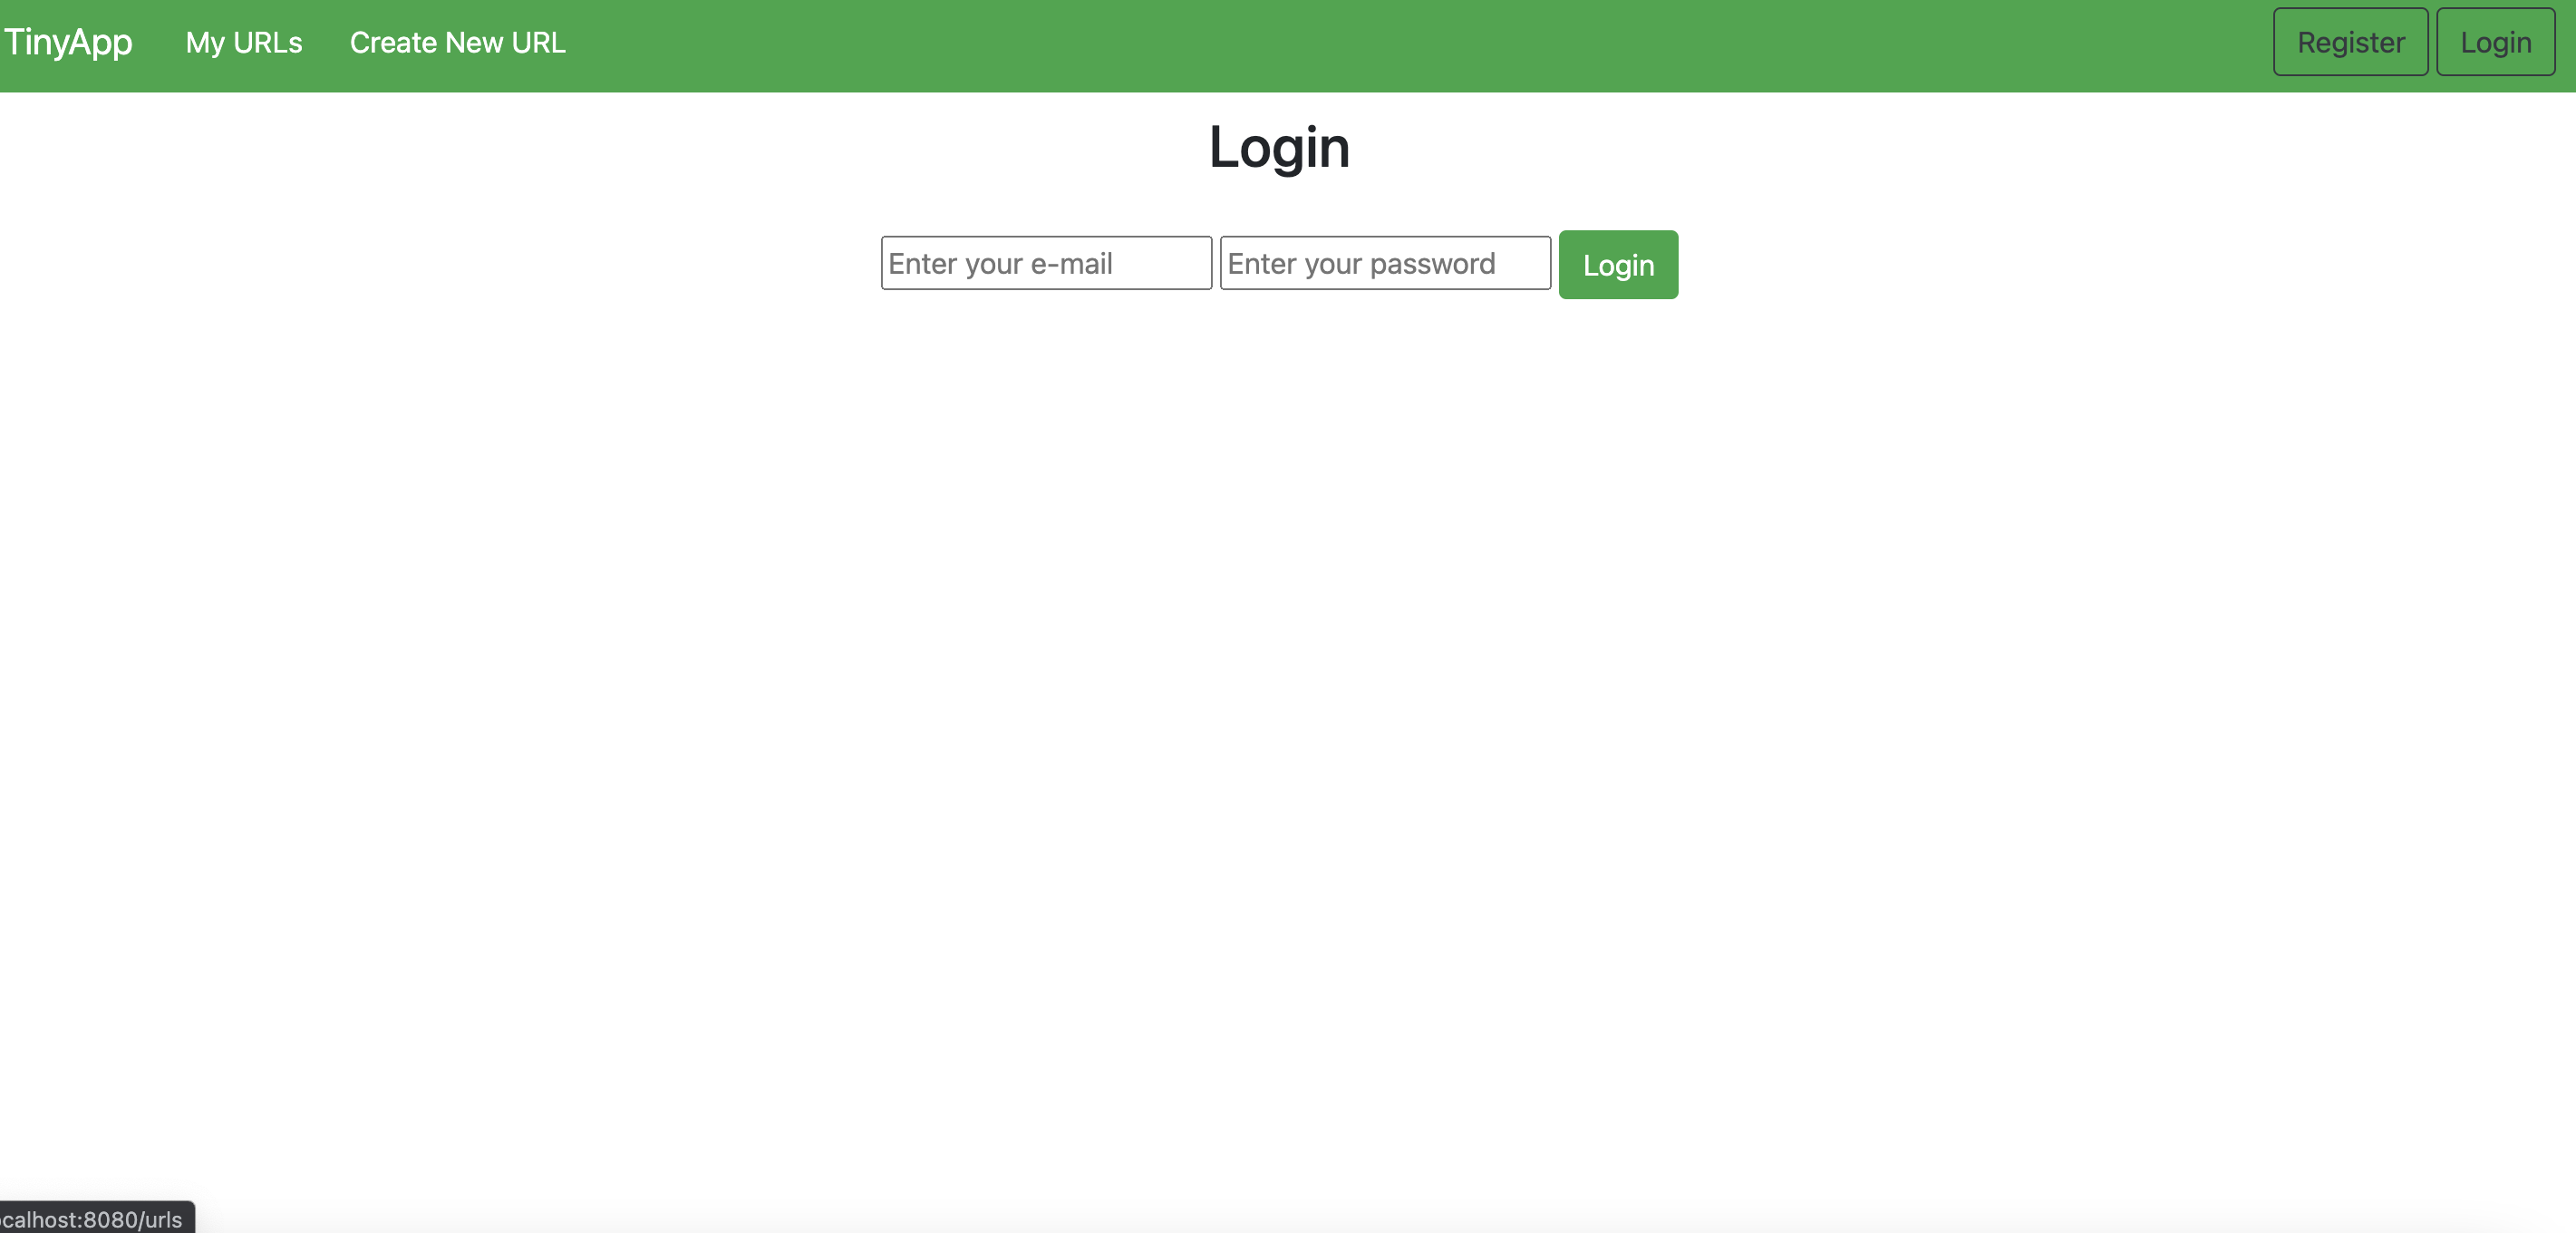 TinyApp My URLs Create New URL Register Login
Login
Enter your e-mail Enter your password Login
calhost:8080/urls